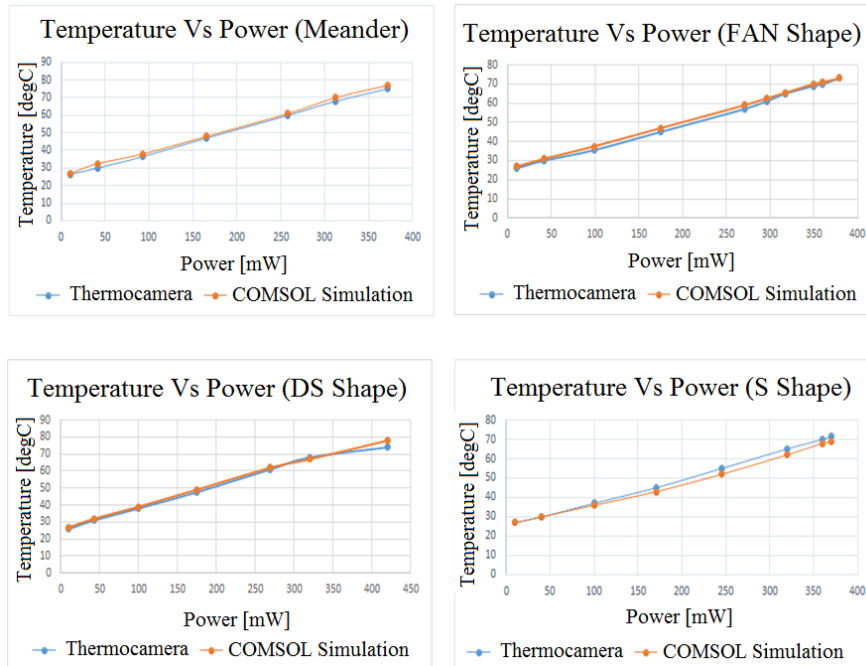 Temperature Vs Power (Meander)
Temperature [degC]
90
80
70
60
50
40
30
20
10
0
0 50 100 150 200 250 300 350 400
Power [mW]
Thermocamera COMSOL Simulation
Temperature Vs Power (FAN Shape)
Temperature [degC]
80
70
60
50
40
30
20
10
0
0 50 100 150 200 250 300 350 400
Power [mW]
Thermocamera COMSOL Simulation
Temperature Vs Power (DS Shape)
Temperature [degC]
90
80
70
60
50
40
30
20
10
0
0 50 100 150 200 250 300 350 400 450
Power [mW]
Thermocamera COMSOL Simulation
Temperature Vs Power (S Shape)
Temperature [degC]
80
70
60
50
40
30
20
10
0
0 50 100 150 200 250 300 350 400
Power [mW]
Thermocamera COMSOL Simulation